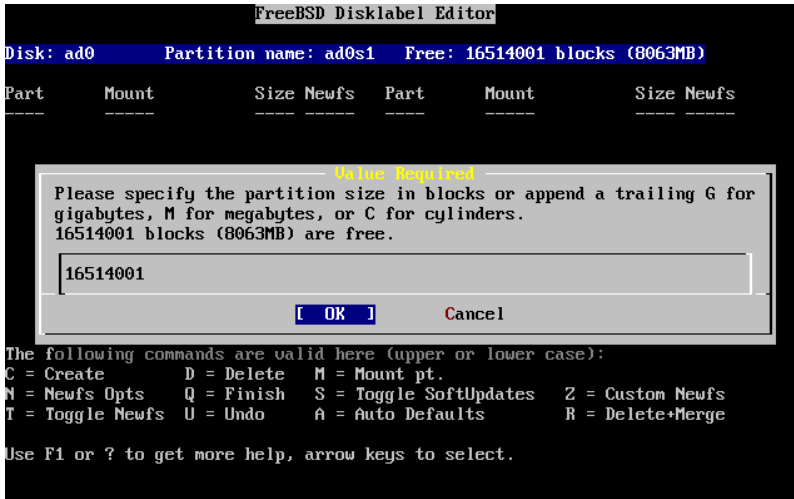 FreeBSD Disklabel Editor
Disk: ad0 Partition name: ad0s1 Free: 16514001 blocks (8063MB)
Part Mount Size Newfs Part Mount Size Newfs
---- ----- ---- ----- ---- ----- ---- -----
Value Required
Please specify the partition size in blocks or append a trailing G for
gigabytes, M for megabytes, or C for cylinders.
16514001 blocks (8063MB) are free.
16514001
[ OK ] Cancel
The following commands are valid here (upper or lower case):
C = Create D = Delete M = Mount pt.
N = Newfs Opts Q = Finish S = Toggle SoftUpdates Z = Custom Newfs
T = Toggle Newfs U = Undo A = Auto Defaults R = Delete+Merge
Use F1 or ? to get more help, arrow keys to select.